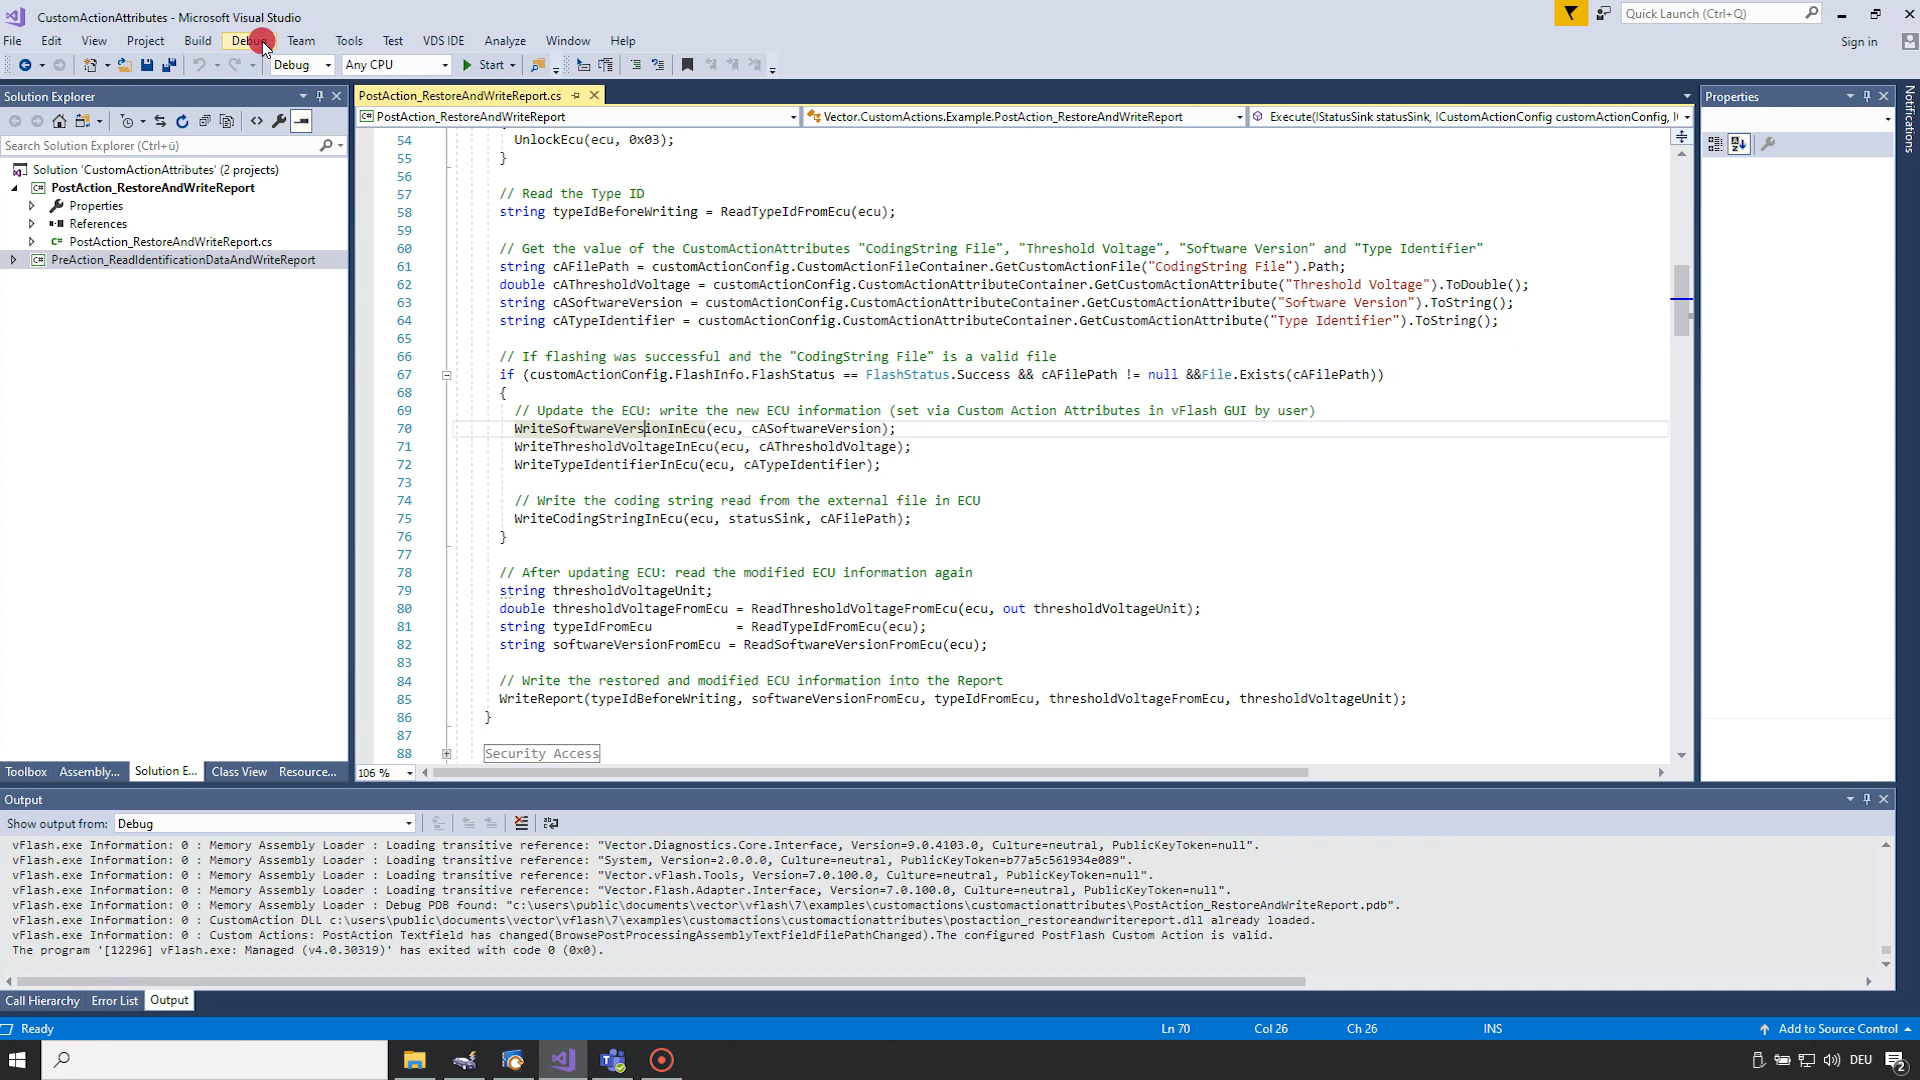 CustomActionAttributes - Microsoft Visual Studio
Quick Launch (Ctrl+Q)
File Edit View Project Build Debug Team Tools Test VDS IDE Analyze Window Help
Sign in
Debug Any CPU Start
Solution Explorer
PostAction_RestoreAndWriteReport.cs
Properties
Notifications
PostAction_RestoreAndWriteReport
Vector.CustomActions.Example.PostAction_RestoreAndWriteReport
Execute(IStatusSink statusSink, ICustomActionConfig customActionConfig, I
Search Solution Explorer (Ctrl+ü)
Solution 'CustomActionAttributes' (2 projects)
PostAction_RestoreAndWriteReport
Properties
References
PostAction_RestoreAndWriteReport.cs
PreAction_ReadIdentificationDataAndWriteReport
54 UnlockEcu(ecu, 0x03);
55 }
56
57 // Read the Type ID
58 string typeIdBeforeWriting = ReadTypeIdFromEcu(ecu);
59
60 // Get the value of the CustomActionAttributes "CodingString File", "Threshold Voltage", "Software Version" and "Type Identifier"
61 string cAFilePath = customActionConfig.CustomActionFileContainer.GetCustomActionFile("CodingString File").Path;
62 double cAThresholdVoltage = customActionConfig.CustomActionAttributeContainer.GetCustomActionAttribute("Threshold Voltage").ToDouble();
63 string cASoftwareVersion = customActionConfig.CustomActionAttributeContainer.GetCustomActionAttribute("Software Version").ToString();
64 string cATypeIdentifier = customActionConfig.CustomActionAttributeContainer.GetCustomActionAttribute("Type Identifier").ToString();
65
66 // If flashing was successful and the "CodingString File" is a valid file
67 if (customActionConfig.FlashInfo.FlashStatus == FlashStatus.Success && cAFilePath != null &&File.Exists(cAFilePath))
68 {
69 // Update the ECU: write the new ECU information (set via Custom Action Attributes in vFlash GUI by user)
70 WriteSoftwareVersionInEcu(ecu, cASoftwareVersion);
71 WriteThresholdVoltageInEcu(ecu, cAThresholdVoltage);
72 WriteTypeIdentifierInEcu(ecu, cATypeIdentifier);
73
74 // Write the coding string read from the external file in ECU
75 WriteCodingStringInEcu(ecu, statusSink, cAFilePath);
76 }
77
78 // After updating ECU: read the modified ECU information again
79 string thresholdVoltageUnit;
80 double thresholdVoltageFromEcu = ReadThresholdVoltageFromEcu(ecu, out thresholdVoltageUnit);
81 string typeIdFromEcu = ReadTypeIdFromEcu(ecu);
82 string softwareVersionFromEcu = ReadSoftwareVersionFromEcu(ecu);
83
84 // Write the restored and modified ECU information into the Report
85 WriteReport(typeIdBeforeWriting, softwareVersionFromEcu, typeIdFromEcu, thresholdVoltageFromEcu, thresholdVoltageUnit);
86 }
87
88 Security Access
Toolbox Assembly... Solution E... Class View Resource...
106 %
Output
Show output from: Debug
vFlash.exe Information: 0 : Memory Assembly Loader : Loading transitive reference: "Vector.Diagnostics.Core.Interface, Version=9.0.4103.0, Culture=neutral, PublicKeyToken=null".
vFlash.exe Information: 0 : Memory Assembly Loader : Loading transitive reference: "System, Version=2.0.0.0, Culture=neutral, PublicKeyToken=b77a5c561934e089".
vFlash.exe Information: 0 : Memory Assembly Loader : Loading transitive reference: "Vector.vFlash.Tools, Version=7.0.100.0, Culture=neutral, PublicKeyToken=null".
vFlash.exe Information: 0 : Memory Assembly Loader : Loading transitive reference: "Vector.Flash.Adapter.Interface, Version=7.0.100.0, Culture=neutral, PublicKeyToken=null".
vFlash.exe Information: 0 : Memory Assembly Loader : Debug PDB found: "c:\users\public\documents\vector\vflash\7\examples\customactions\customactionattributes\PostAction_RestoreAndWriteReport.pdb".
vFlash.exe Information: 0 : CustomAction DLL c:\users\public\documents\vector\vflash\7\examples\customactions\customactionattributes\postaction_restoreandwritereport.dll already loaded.
vFlash.exe Information: 0 : Custom Actions: PostAction Textfield has changed(BrowsePostProcessingAssemblyTextFieldFilePathChanged).The configured PostFlash Custom Action is valid.
The program '[12296] vFlash.exe: Managed (v4.0.30319)' has exited with code 0 (0x0).
Call Hierarchy Error List Output
Ready Ln 70 Col 26 Ch 26 INS Add to Source Control
DEU 2